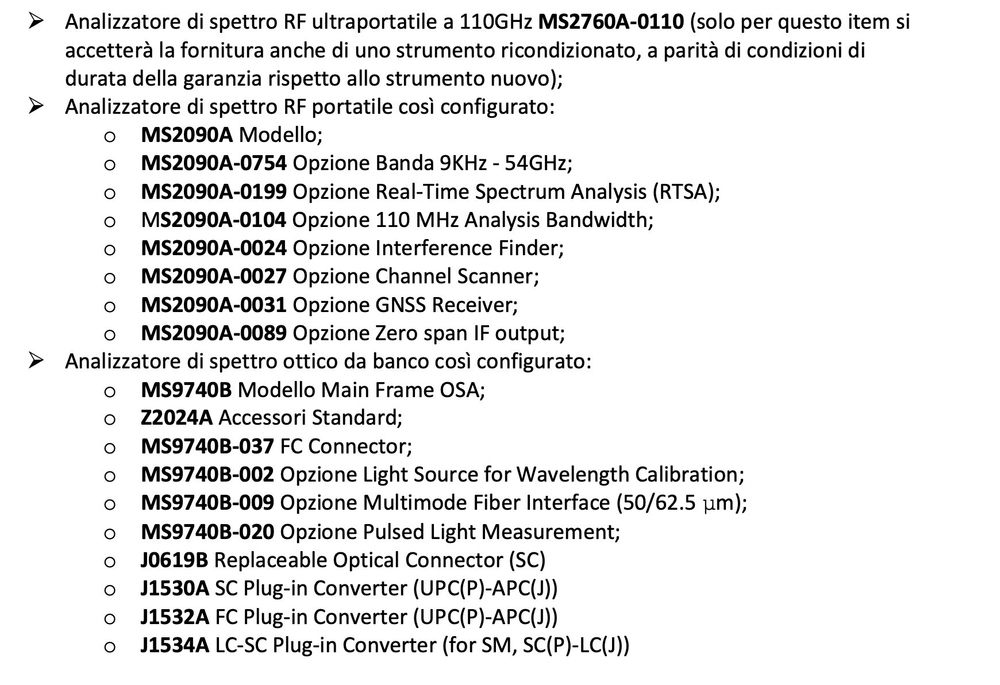 ➢ Analizzatore di spettro RF ultraportatile a 110GHz MS2760A-0110 (solo per questo item si
accetterà la fornitura anche di uno strumento ricondizionato, a parità di condizioni di
durata della garanzia rispetto allo strumento nuovo);
➢ Analizzatore di spettro RF portatile così configurato:
o MS2090A Modello;
o MS2090A-0754 Opzione Banda 9KHz - 54GHz;
o MS2090A-0199 Opzione Real-Time Spectrum Analysis (RTSA);
o MS2090A-0104 Opzione 110 MHz Analysis Bandwidth;
o MS2090A-0024 Opzione Interference Finder;
o MS2090A-0027 Opzione Channel Scanner;
o MS2090A-0031 Opzione GNSS Receiver;
o MS2090A-0089 Opzione Zero span IF output;
➢ Analizzatore di spettro ottico da banco così configurato:
o MS9740B Modello Main Frame OSA;
o Z2024A Accessori Standard;
o MS9740B-037 FC Connector;
o MS9740B-002 Opzione Light Source for Wavelength Calibration;
o MS9740B-009 Opzione Multimode Fiber Interface (50/62.5 μm);
o MS9740B-020 Opzione Pulsed Light Measurement;
o J0619B Replaceable Optical Connector (SC)
o J1530A SC Plug-in Converter (UPC(P)-APC(J))
o J1532A FC Plug-in Converter (UPC(P)-APC(J))
o J1534A LC-SC Plug-in Converter (for SM, SC(P)-LC(J))